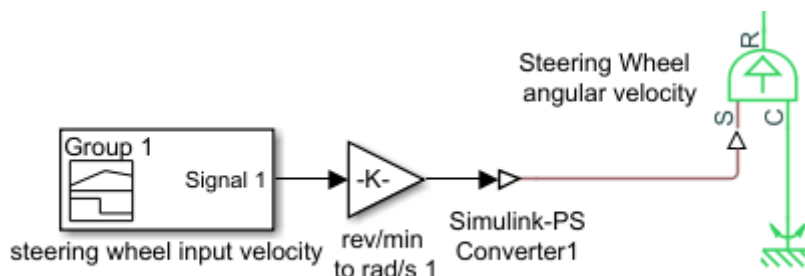 R
Steering Wheel
angular velocity
S
C
Group 1
Signal 1
-K-
steering wheel input velocity
rev/min
to rad/s 1
Simulink-PS
Converter1